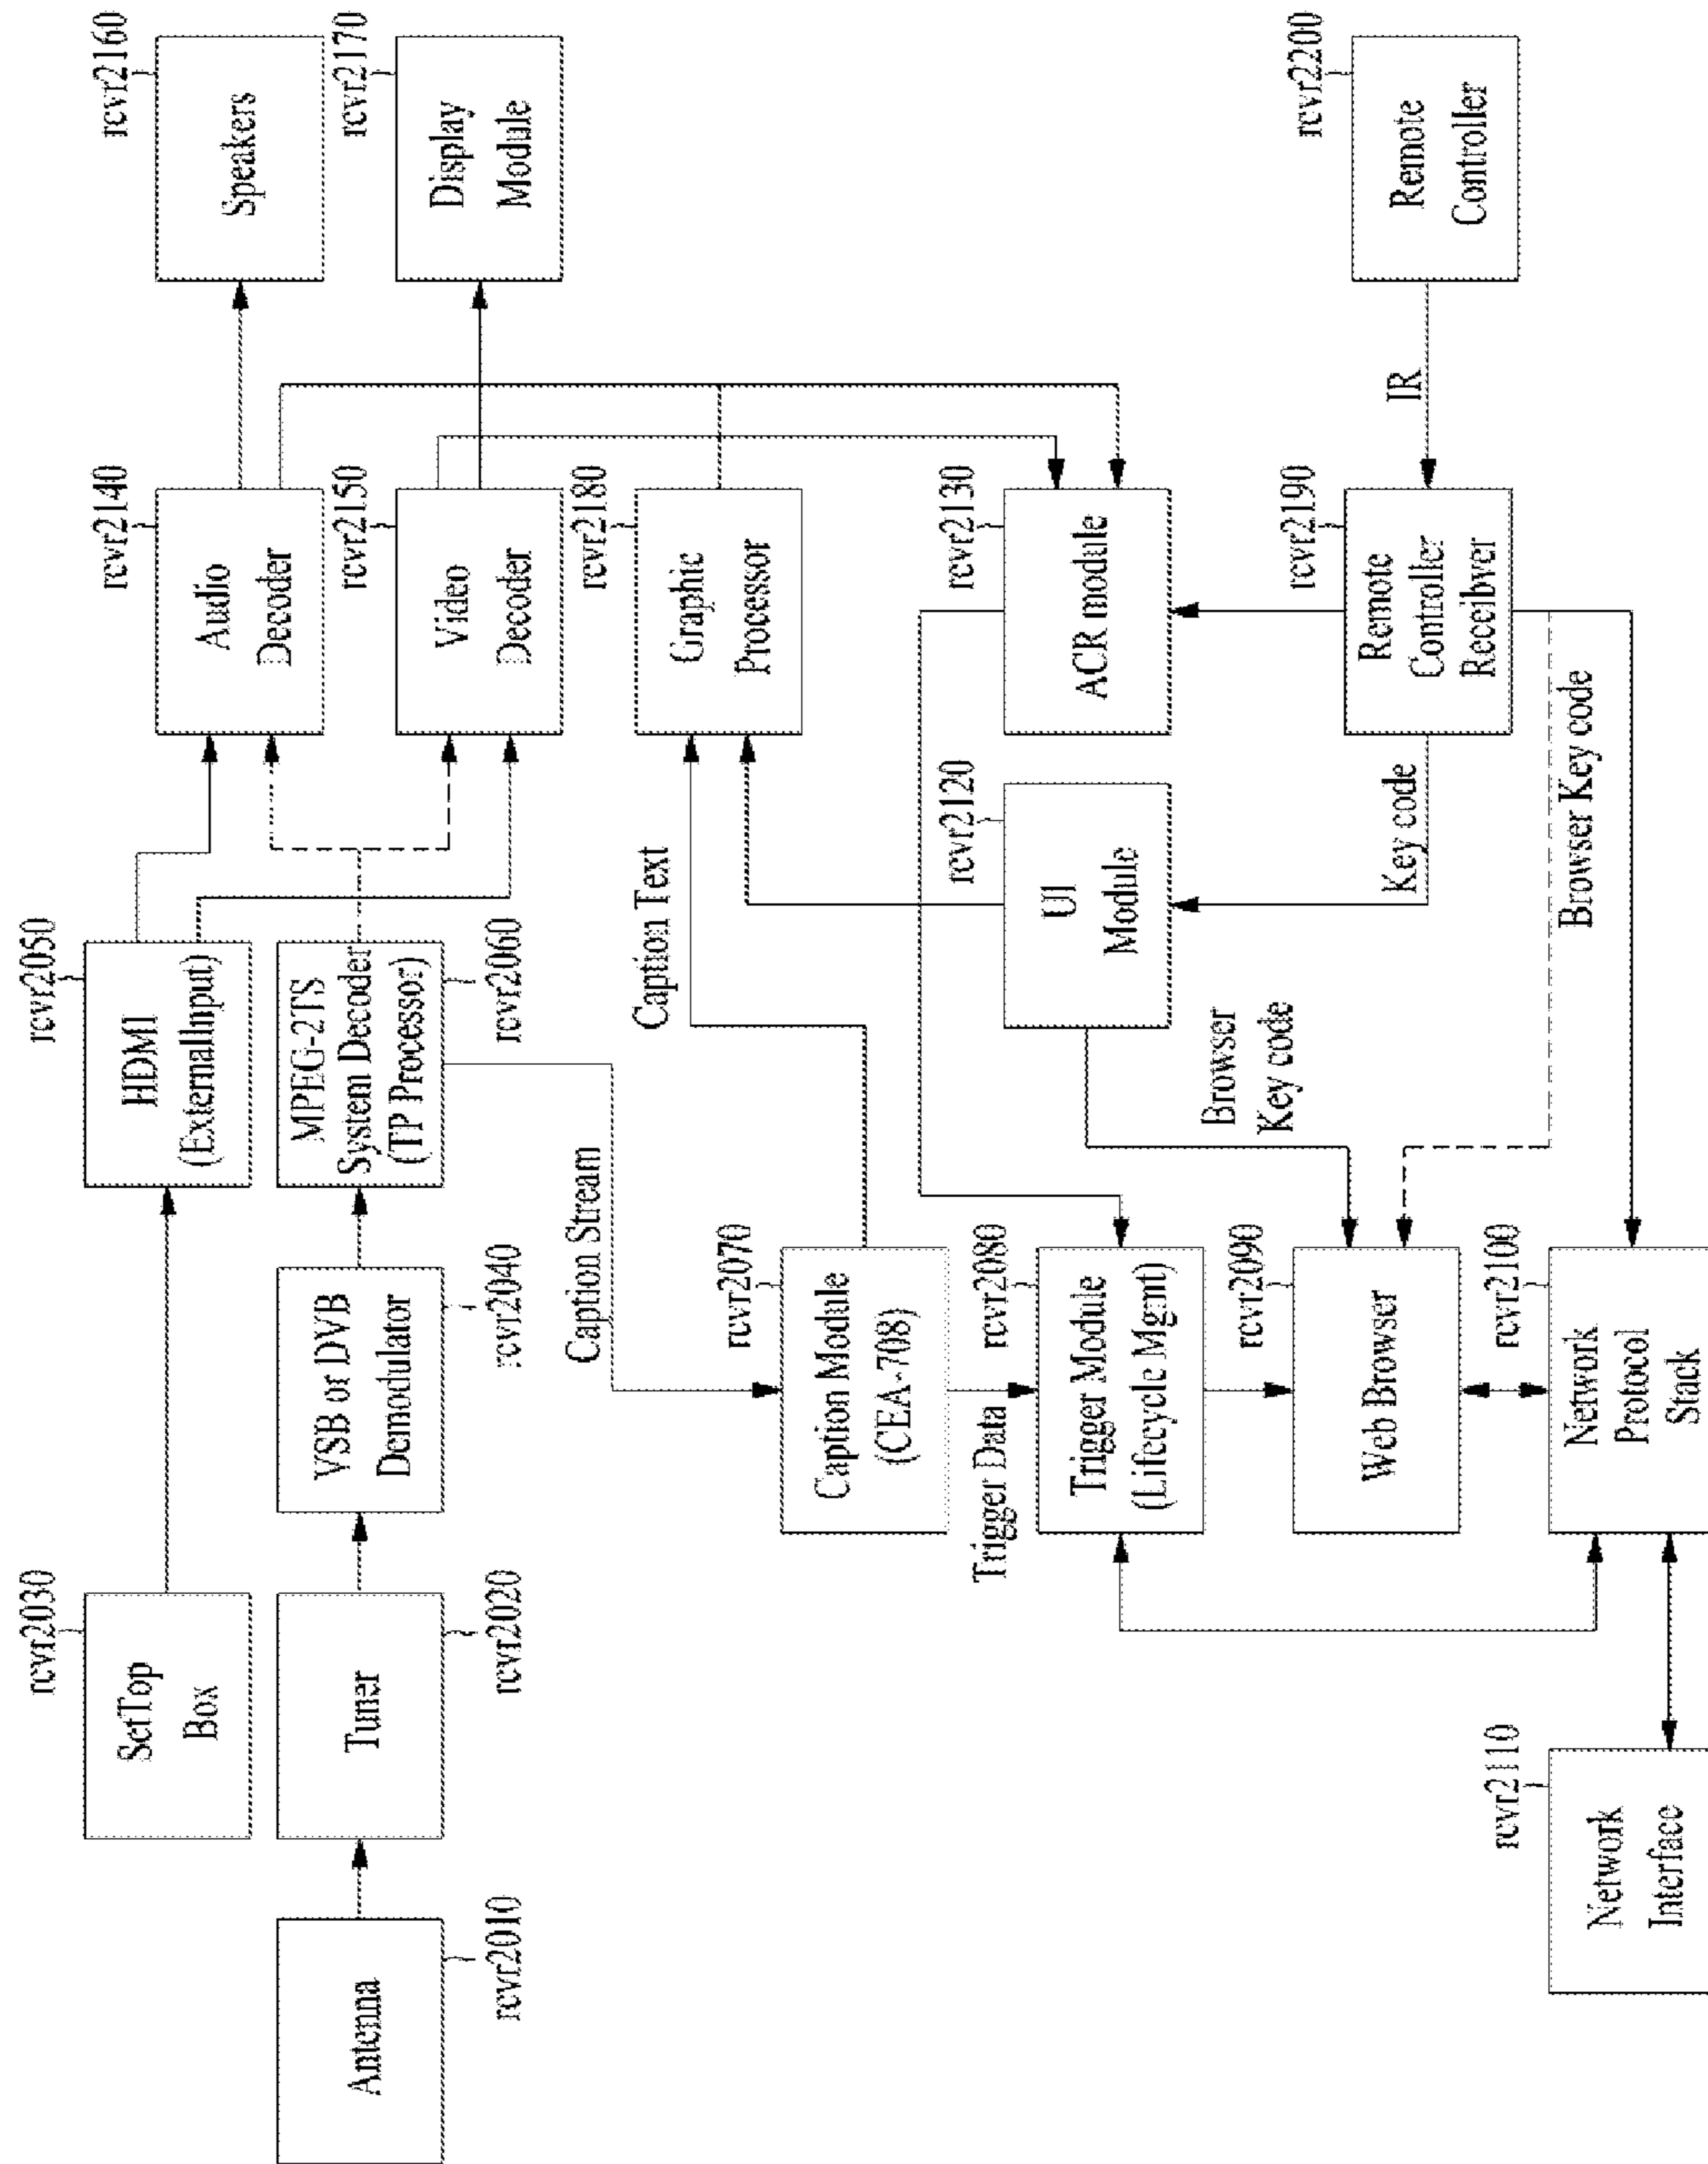 rcvr2030
SetTop
Box
rcvr2050
HDMI
(ExternalInput)
rcvr2140
Audio
Decoder
rcvr2160
Speakers
Antenna
rcvr2010
Tuner
rcvr2020
VSB or DVB
Demodulator
rcvr2040
MPEG-2TS
System Decoder
(TP Processor)
rcvr2060
rcvr2150
Video
Decoder
rcvr2170
Display
Module
Caption Stream
Caption Text
rcvr2180
Graphic
Processor
rcvr2070
Caption Module
(CEA-708)
Trigger Data
rcvr2080
Trigger Module
(Lifecycle Mgmt)
rcvr2120
UI
Module
rcvr2130
ACR module
Browser
Key code
rcvr2090
Web Browser
Key code
rcvr2190
Remote
Controller
Receibver
IR
rcvr2200
Remote
Controller
Browser Key code
rcvr2110
Network
Interface
rcvr2100
Network
Protocol
Stack